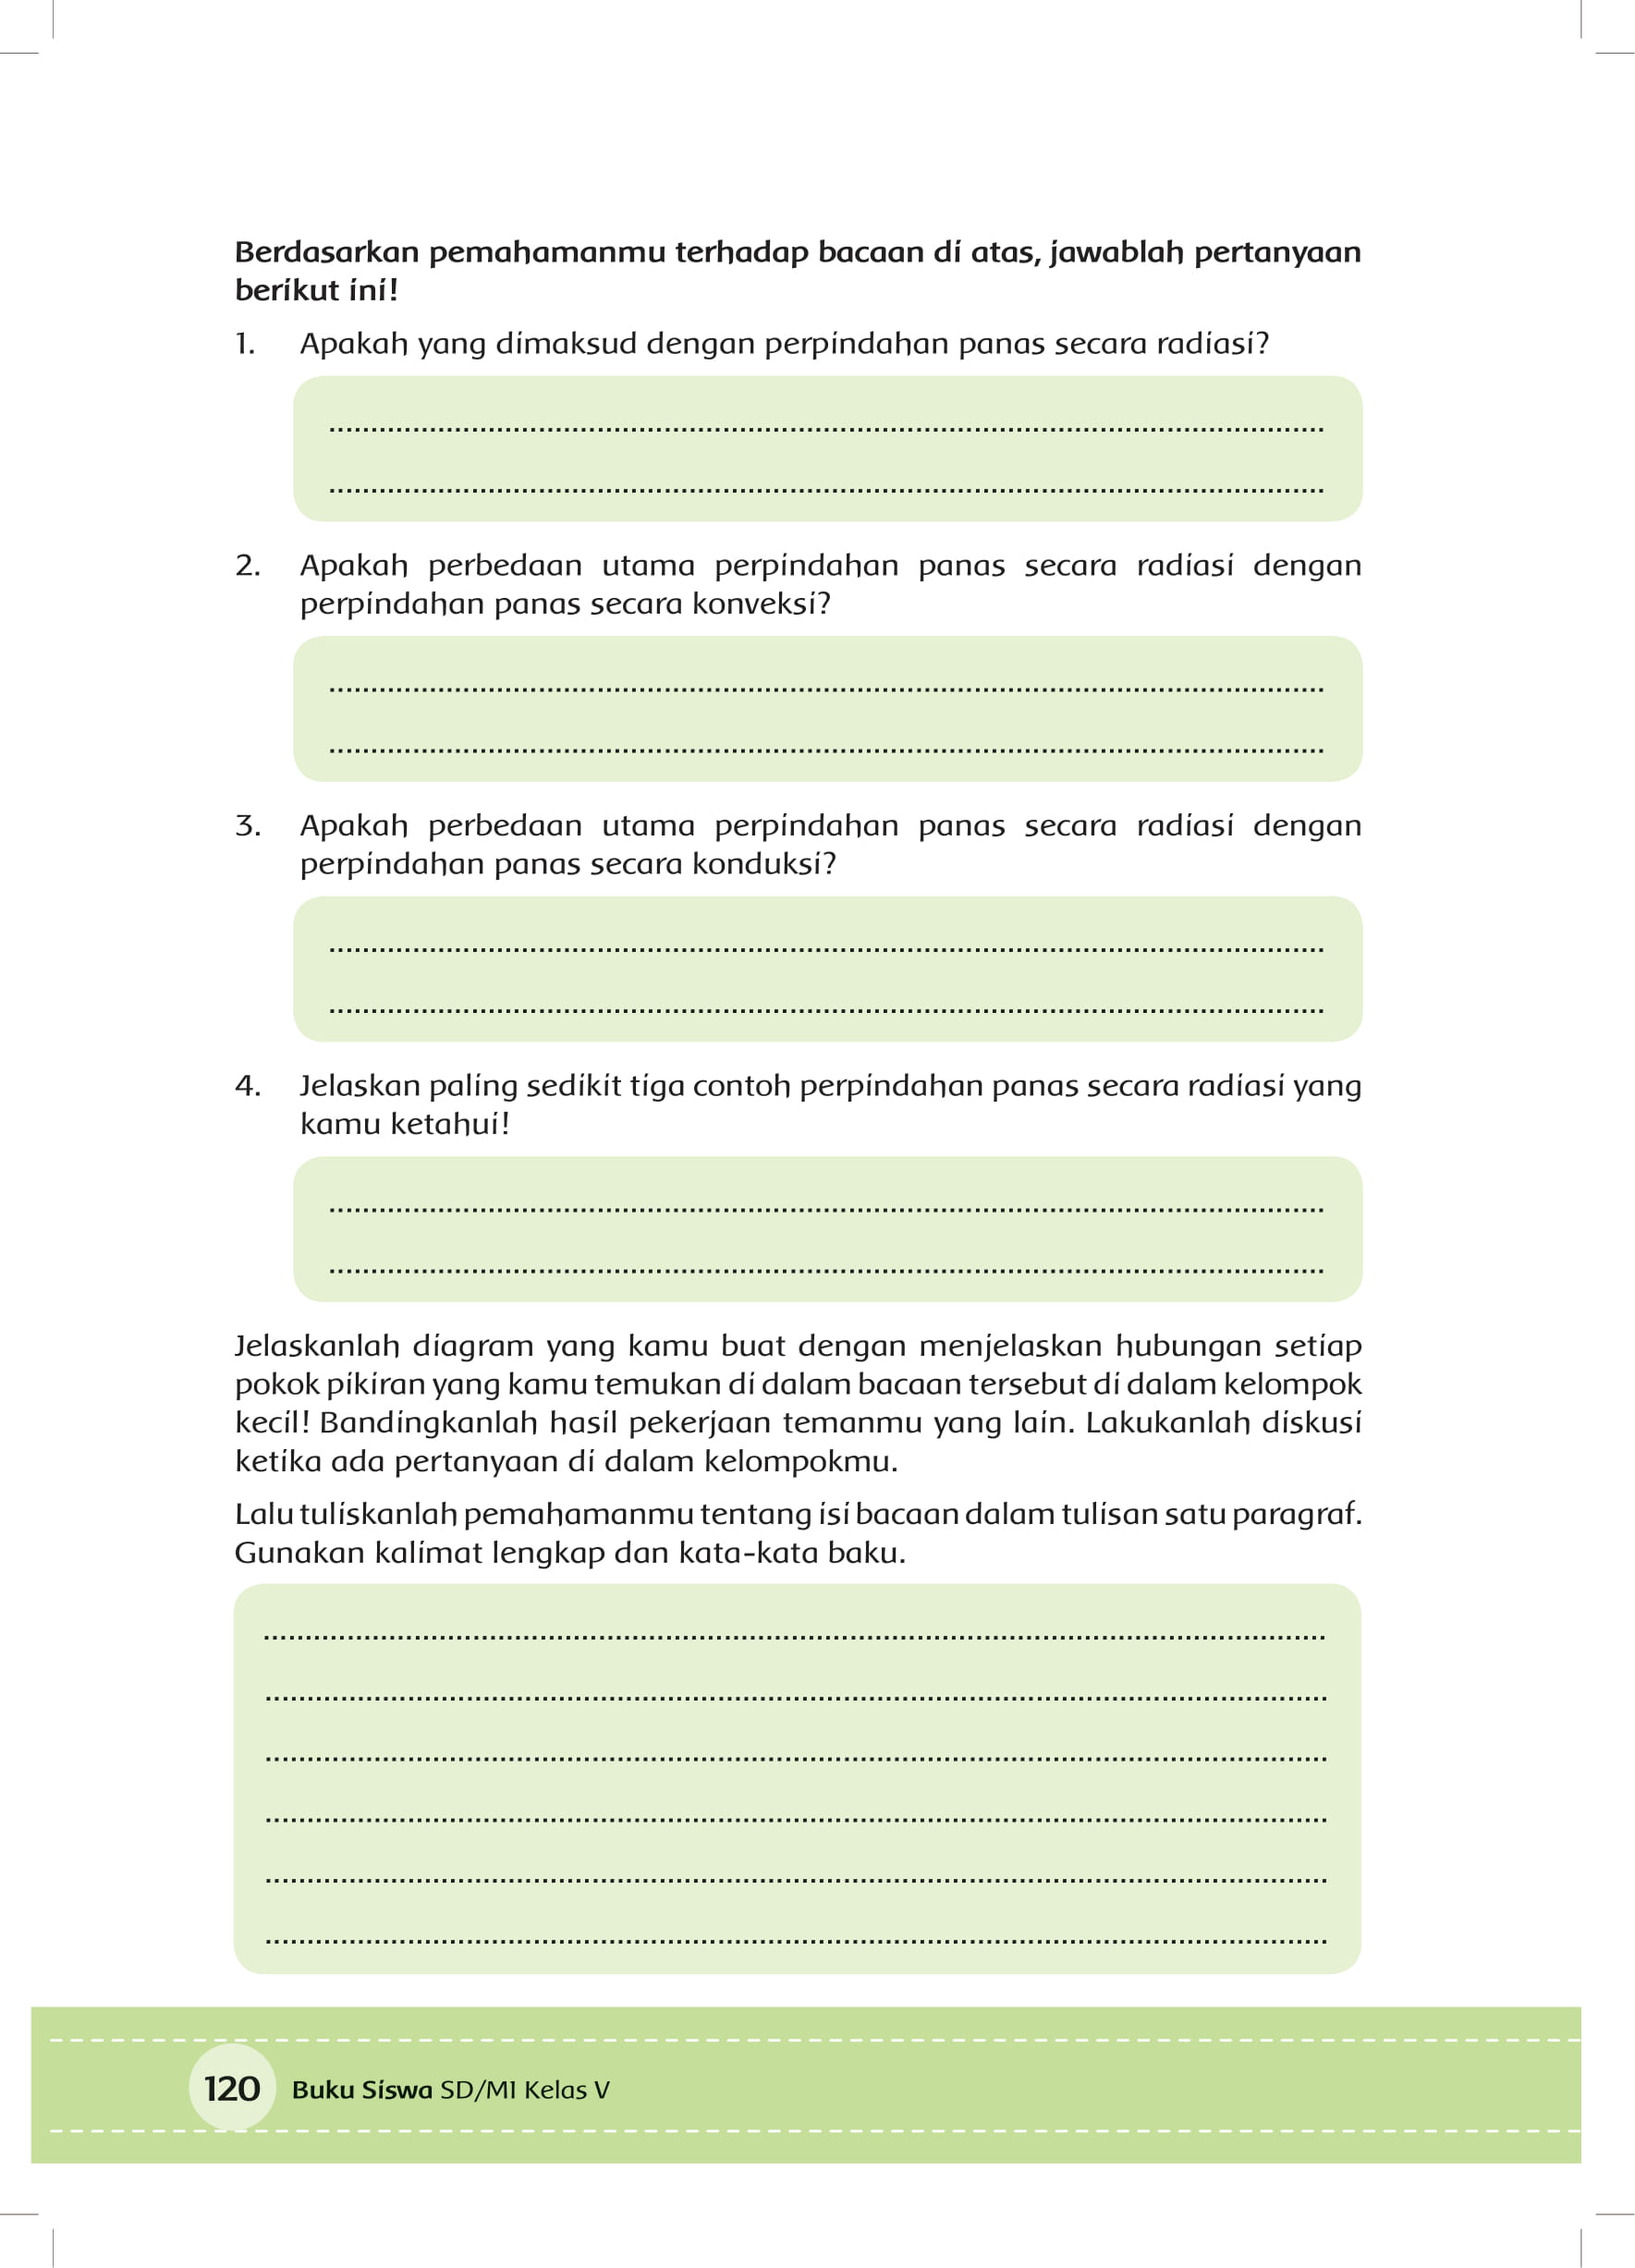 Berdasarkan pemahamanmu terhadap bacaan di atas, jawablah pertanyaan
berikut ini!
1. Apakah yang dimaksud dengan perpindahan panas secara radiasi?
2. Apakah perbedaan utama perpindahan panas secara radiasi dengan
perpindahan panas secara konveksi?
3. Apakah perbedaan utama perpindahan panas secara radiasi dengan
perpindahan panas secara konduksi?
4. Jelaskan paling sedikit tiga contoh perpindahan panas secara radiasi yang
kamu ketahui!
Jelaskanlah diagram yang kamu buat dengan menjelaskan hubungan setiap
pokok pikiran yang kamu temukan di dalam bacaan tersebut di dalam kelompok
kecil! Bandingkanlah hasil pekerjaan temanmu yang lain. Lakukanlah diskusi
ketika ada pertanyaan di dalam kelompokmu.
Lalu tuliskanlah pemahamanmu tentang isi bacaan dalam tulisan satu paragraf.
Gunakan kalimat lengkap dan kata-kata baku.
120 Buku Siswa SD/MI Kelas V